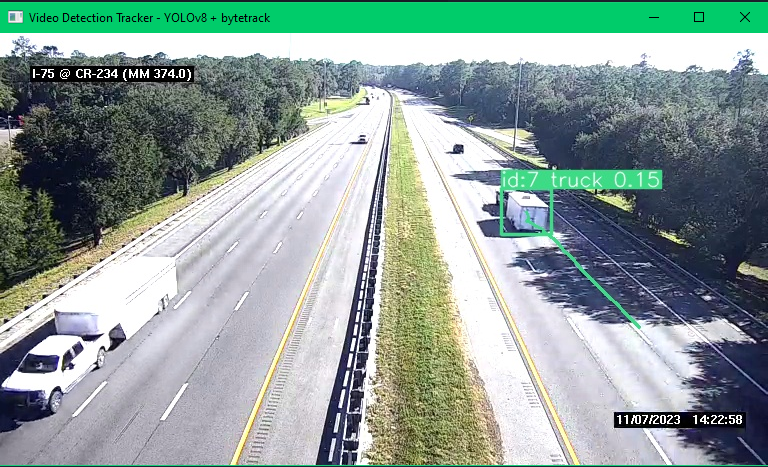 Video Detection Tracker - YOLOv8 + bytetrack
I-75 @ CR-234 (MM 374.0)
id:7 truck 0.15
11/07/2023 14:22:58